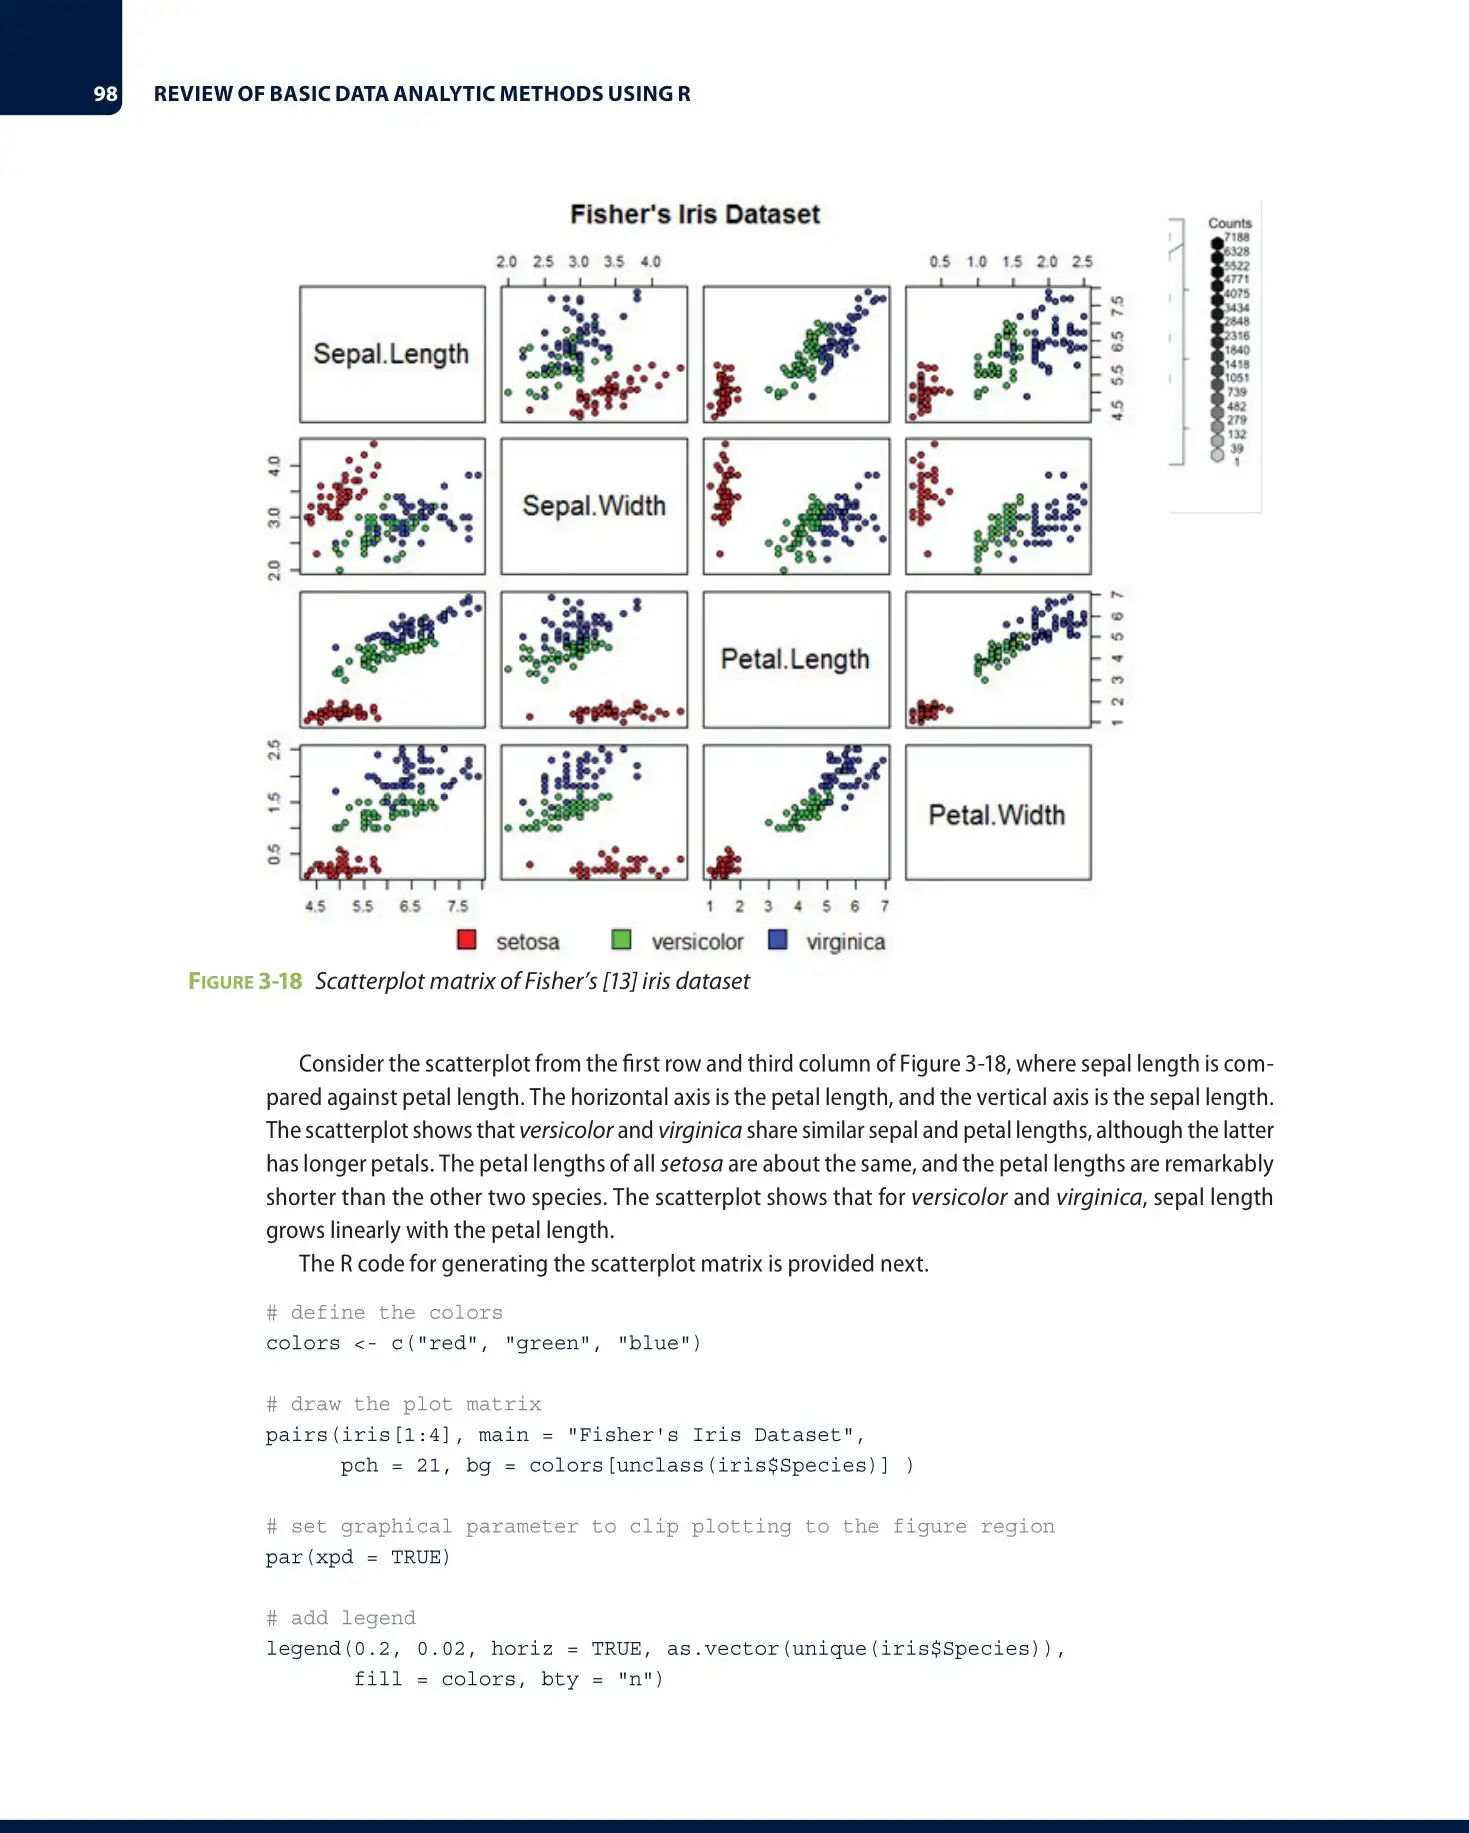 98 REVIEW OF BASIC DATA ANALYTIC METHODS USING R
Fisher's Iris Dataset
2.0 2.5 3.0 3.5 4.0
0.5 1.0 1.5 2.0 2.5
Sepal.Length
4.5 5.5 6.5 7.5
2.0 3.0 4.0
Sepal.Width
Petal.Length
1 2 3 4 5 6 7
0.5 1.5 2.5
Petal.Width
4.5 5.5 6.5 7.5
1 2 3 4 5 6 7
setosa versicolor virginica
Counts
7188
6328
5522
4771
4075
3434
2848
2316
1840
1418
1051
739
482
279
132
39
1
FIGURE 3-18 Scatterplot matrix of Fisher’s [13] iris dataset
Consider the scatterplot from the first row and third column of Figure 3-18, where sepal length is com-
pared against petal length. The horizontal axis is the petal length, and the vertical axis is the sepal length.
The scatterplot shows that versicolor and virginica share similar sepal and petal lengths, although the latter
has longer petals. The petal lengths of all setosa are about the same, and the petal lengths are remarkably
shorter than the other two species. The scatterplot shows that for versicolor and virginica, sepal length
grows linearly with the petal length.
The R code for generating the scatterplot matrix is provided next.
# define the colors
colors <- c("red", "green", "blue")
# draw the plot matrix
pairs(iris[1:4], main = "Fisher's Iris Dataset",
pch = 21, bg = colors[unclass(iris$Species)] )
# set graphical parameter to clip plotting to the figure region
par(xpd = TRUE)
# add legend
legend(0.2, 0.02, horiz = TRUE, as.vector(unique(iris$Species)),
fill = colors, bty = "n")